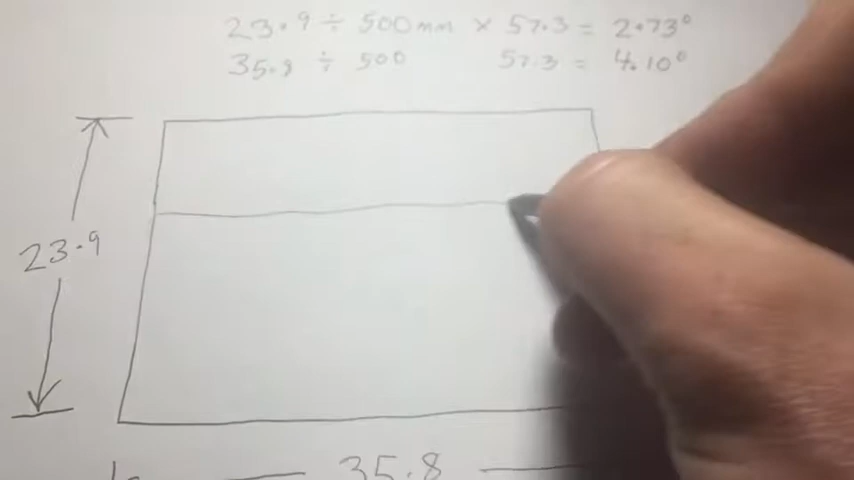 23.9 ÷ 500mm × 57.3 = 2.73°
35.8 ÷ 500 57.3 = 4.10°
23.9
35.8